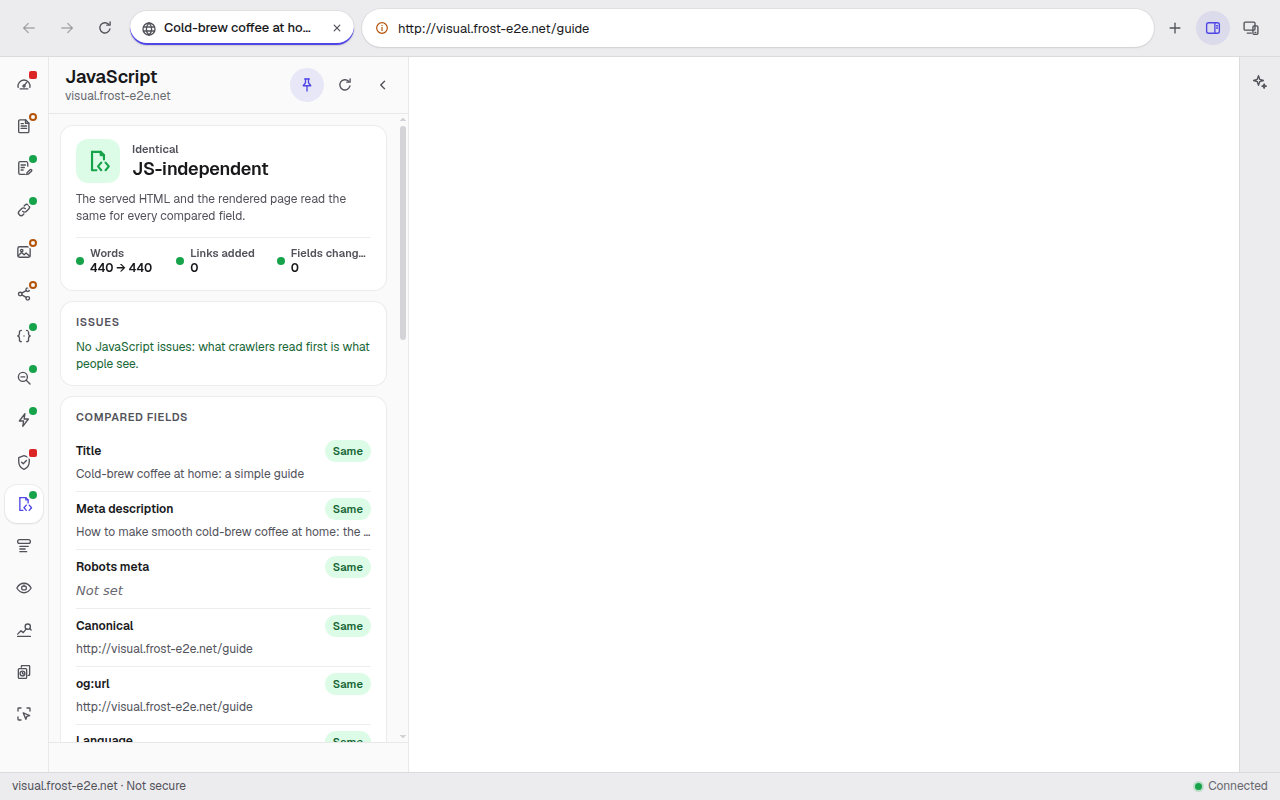 Cold-brew coffee at ho...
http://visual.frost-e2e.net/guide
JavaScript
visual.frost-e2e.net
Identical
JS-independent
The served HTML and the rendered page read the
same for every compared field.
Words
440 → 440
Links added
0
Fields chang...
0
ISSUES
No JavaScript issues: what crawlers read first is what
people see.
COMPARED FIELDS
Title
Same
Cold-brew coffee at home: a simple guide
Meta description
Same
How to make smooth cold-brew coffee at home: the ...
Robots meta
Same
Not set
Canonical
Same
http://visual.frost-e2e.net/guide
og:url
Same
http://visual.frost-e2e.net/guide
Language
Same
visual.frost-e2e.net · Not secure
Connected